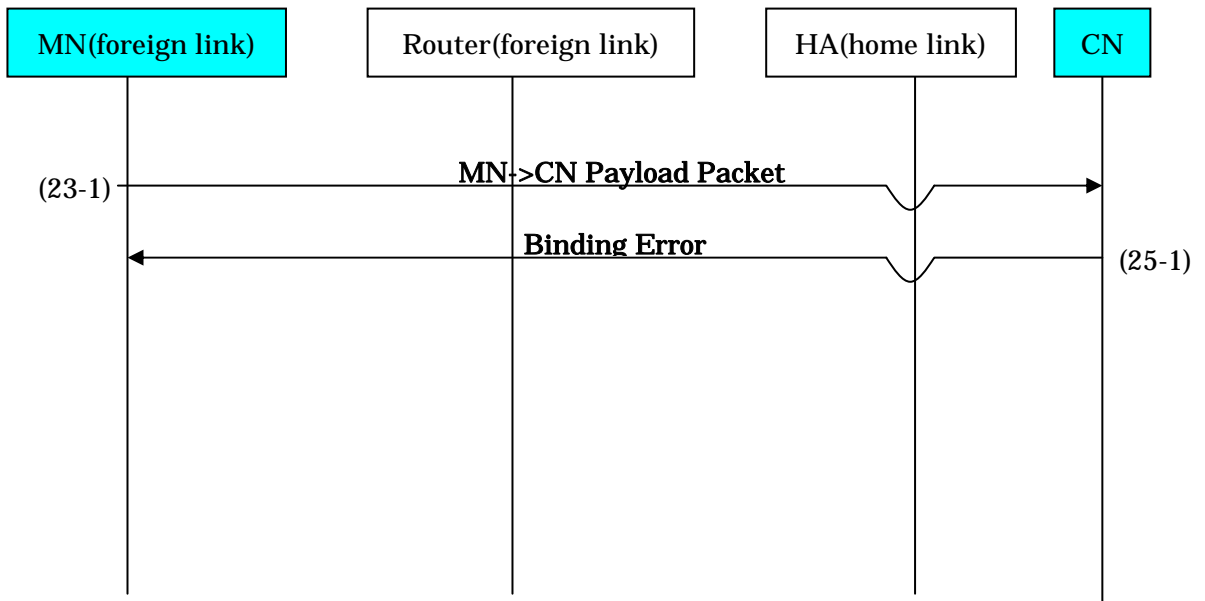 MN(foreign link)
Router(foreign link)
HA(home link)
CN
MN->CN Payload Packet
(23-1)
Binding Error
(25-1)